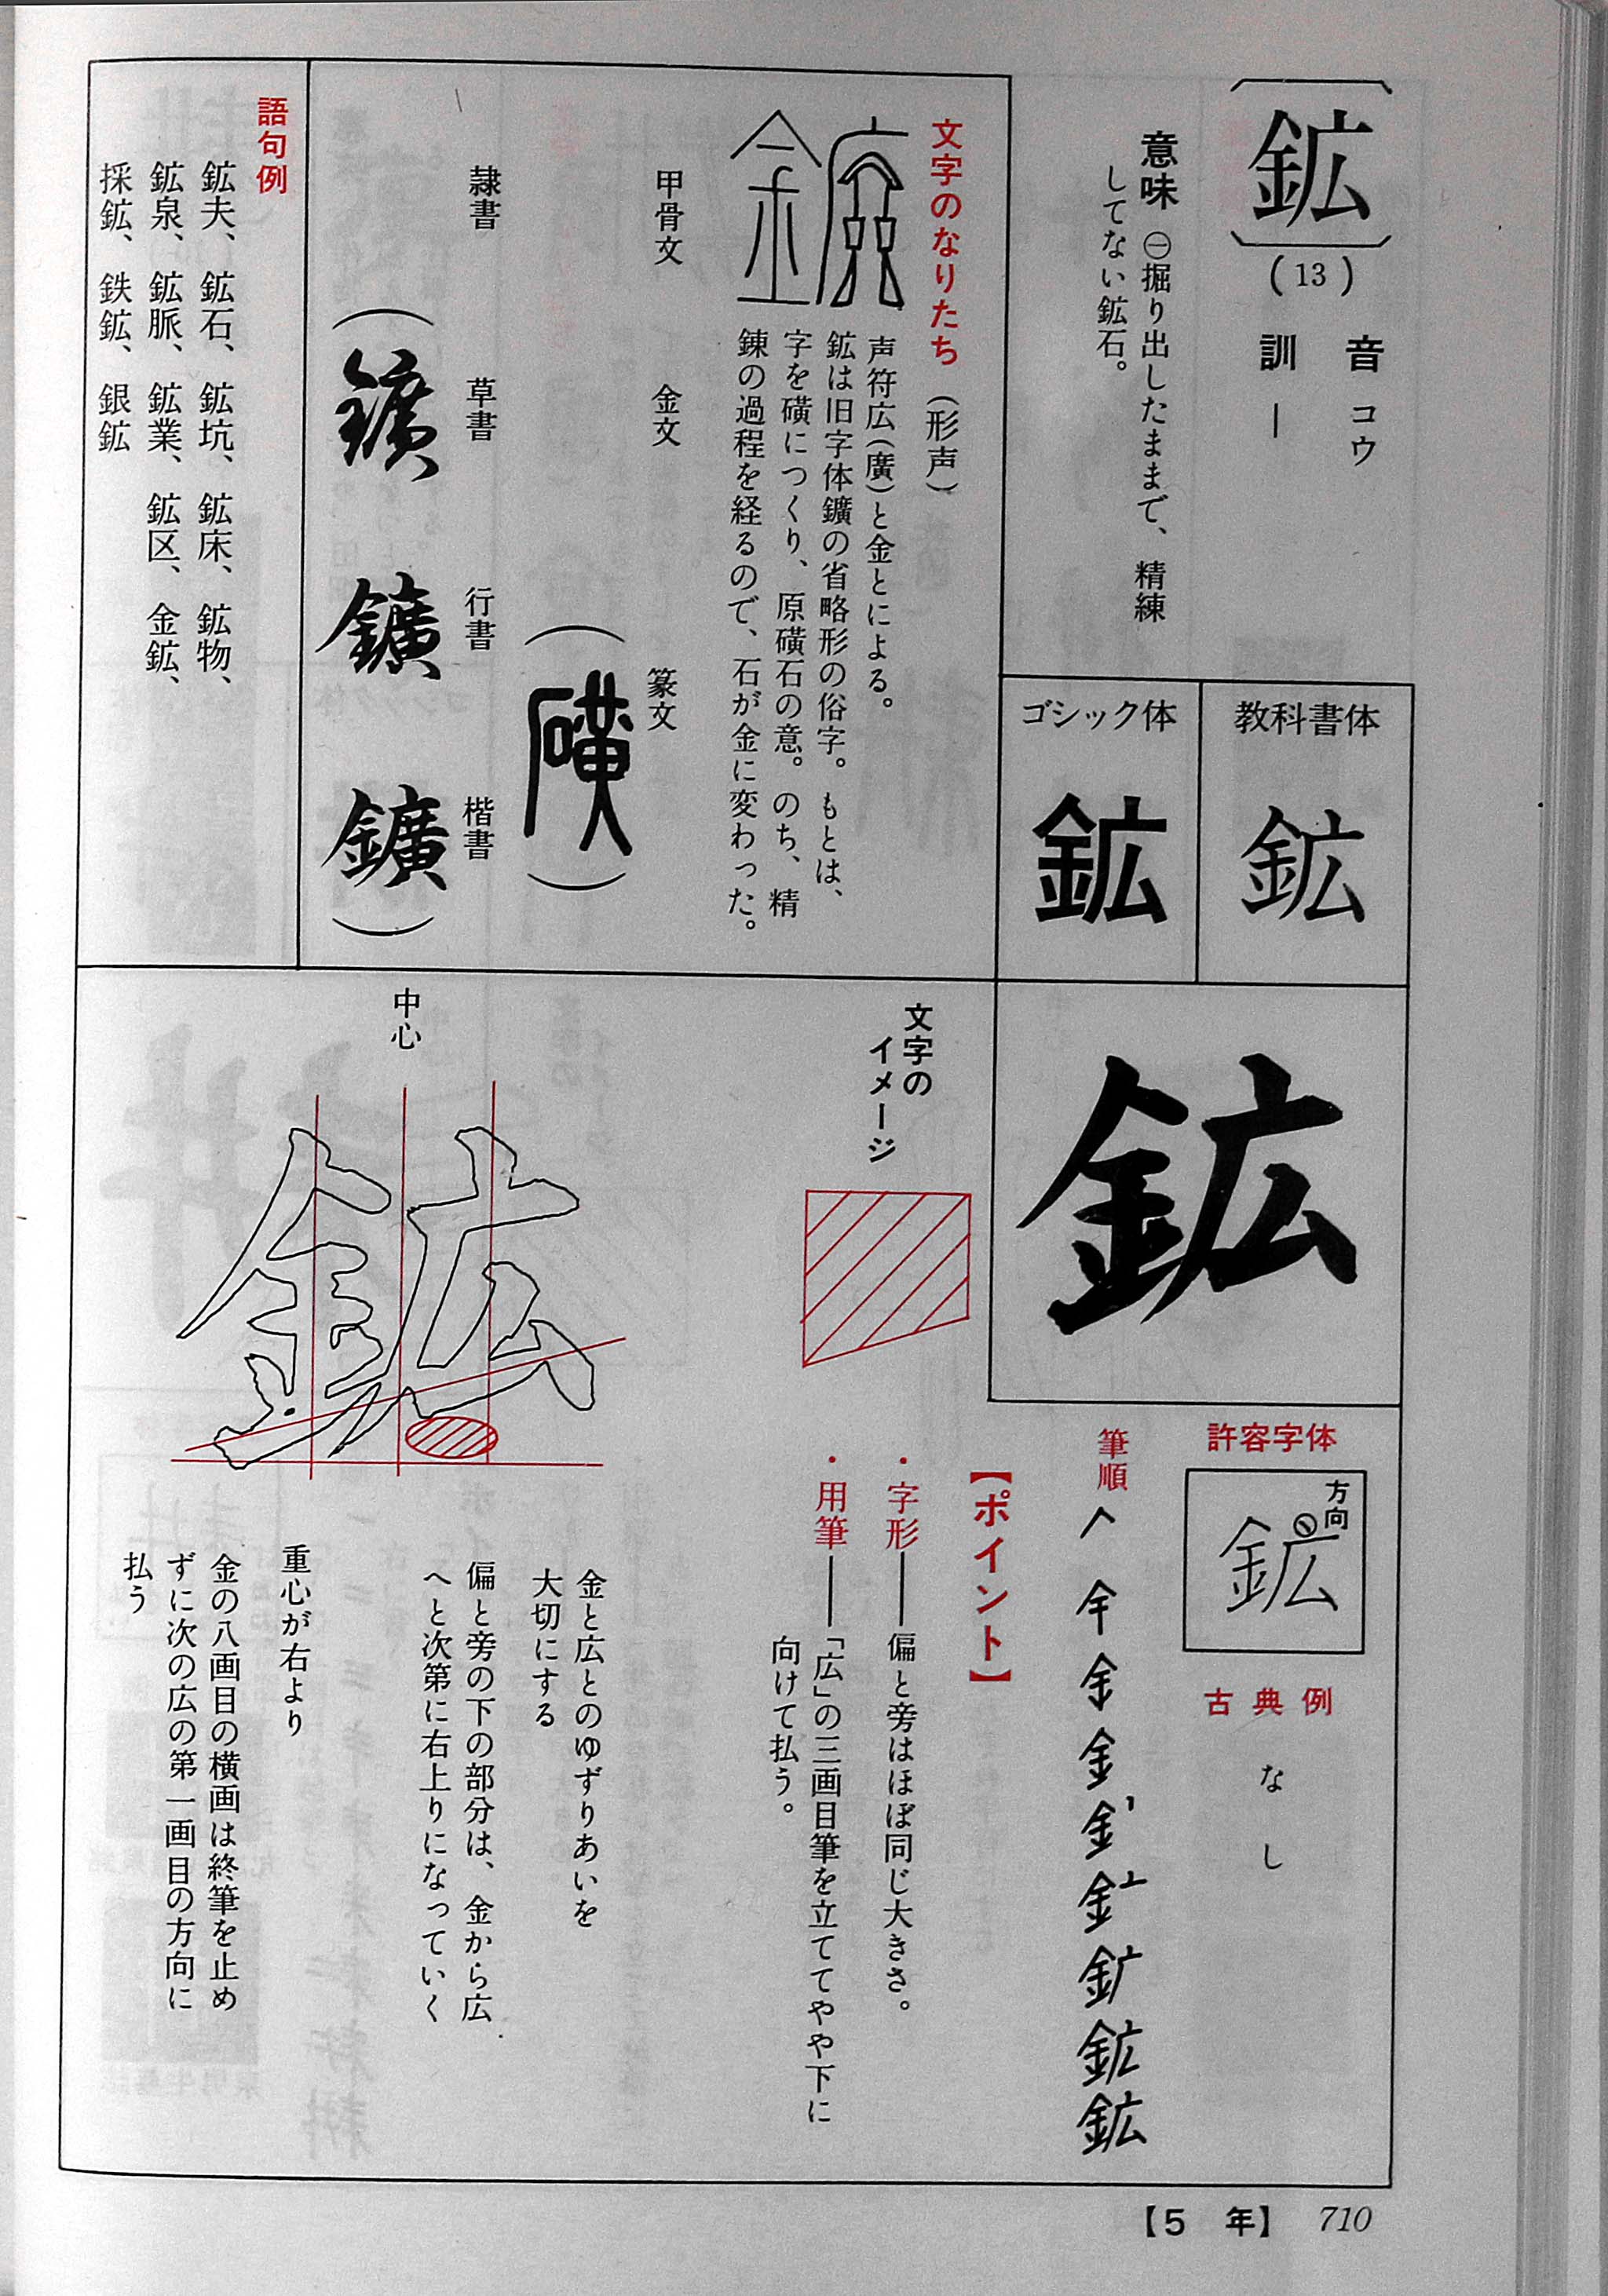 〔鉱〕
(13)
音 コウ
訓 ―
意味 ㊀掘り出したままで、精練
してない鉱石。
教科書体
鉱
ゴシック体
鉱
文字のなりたち（形声）
声符広(廣)と金とによる。
鉱は旧字体鑛の省略形の俗字。もとは、
字を磺につくり、原磺石の意。のち、精
錬の過程を経るので、石が金に変わった。
甲骨文
金文
篆文
（磺）
隷書
草書
行書
楷書
（鑛 鑛 鑛）
語句例
鉱夫、鉱石、鉱坑、鉱床、鉱物、
鉱泉、鉱脈、鉱業、鉱区、金鉱、
採鉱、鉄鉱、銀鉱
鉱
許容字体
方向
鉱
古典例
なし
筆順
鉱
【ポイント】
・字形――偏と旁はほぼ同じ大きさ。
・用筆――「広」の三画目筆を立ててやや下に
向けて払う。
文字の
イメージ
中心
金と広とのゆずりあいを
大切にする
偏と旁の下の部分は、金から広
へと次第に右上りになっていく
重心が右より
金の八画目の横画は終筆を止め
ずに次の広の第一画目の方向に
払う
【5 年】 710